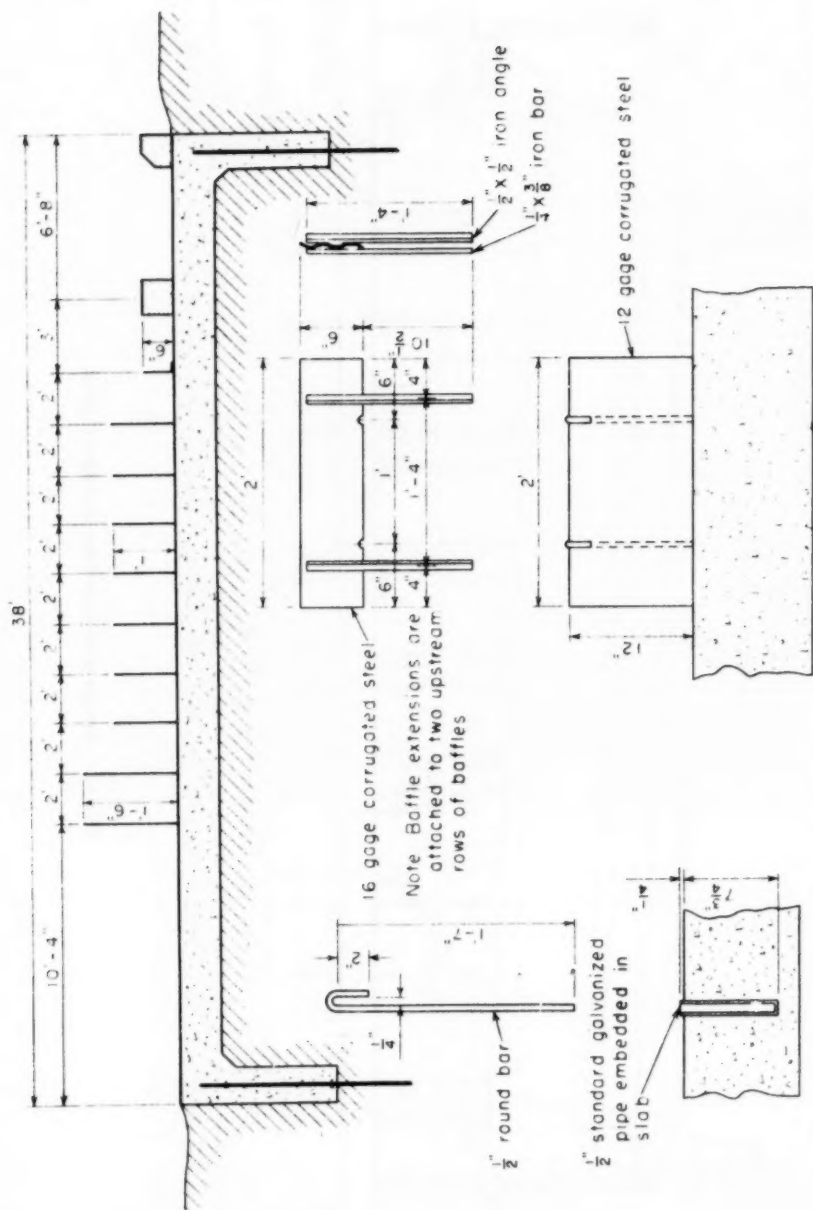 38'
10'-4"
2'
2'
2'
2'
2'
2'
2'
2'
2'
3'
6'-8"
1'-6"
1'
6"
1/2" X 1/2" iron angle
1/4" X 3/8" iron bar
1'-4"
6"
2'
6"
1'
6"
4"
1'-4"
4"
16 gage corrugated steel
Note Baffle extensions are
attached to two upstream
rows of baffles
2'
12"
12 gage corrugated steel
2"
1/4"
1/2" round bar
1/2" standard galvanized
pipe embedded in
slab